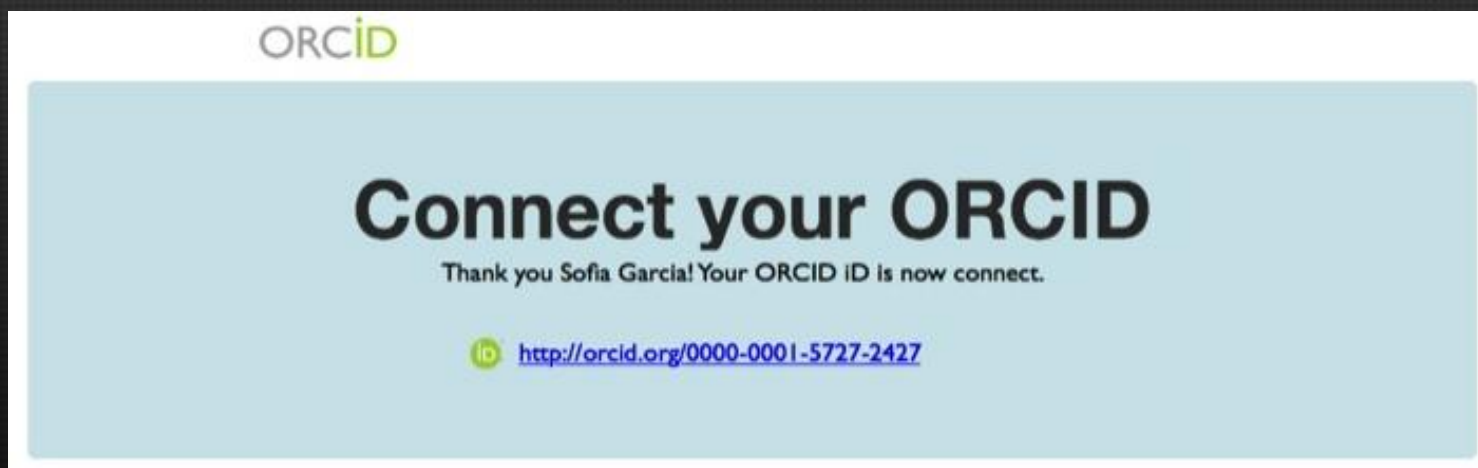 ORCiD
Connect your ORCID
Thank you Sofia Garcia! Your ORCID iD is now connect.
iD http://orcid.org/0000-0001-5727-2427